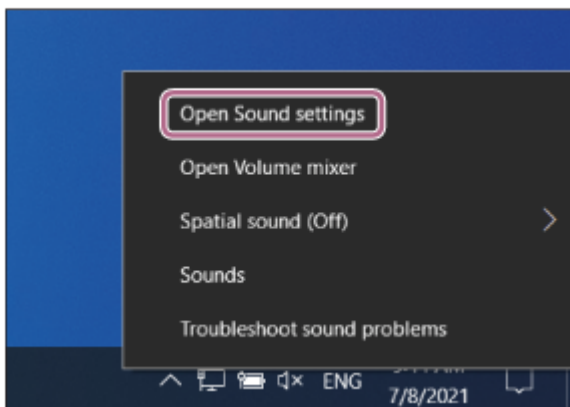 Open Sound settings
Open Volume mixer
Spatial sound (Off)
Sounds
Troubleshoot sound problems
ENG
7/8/2021